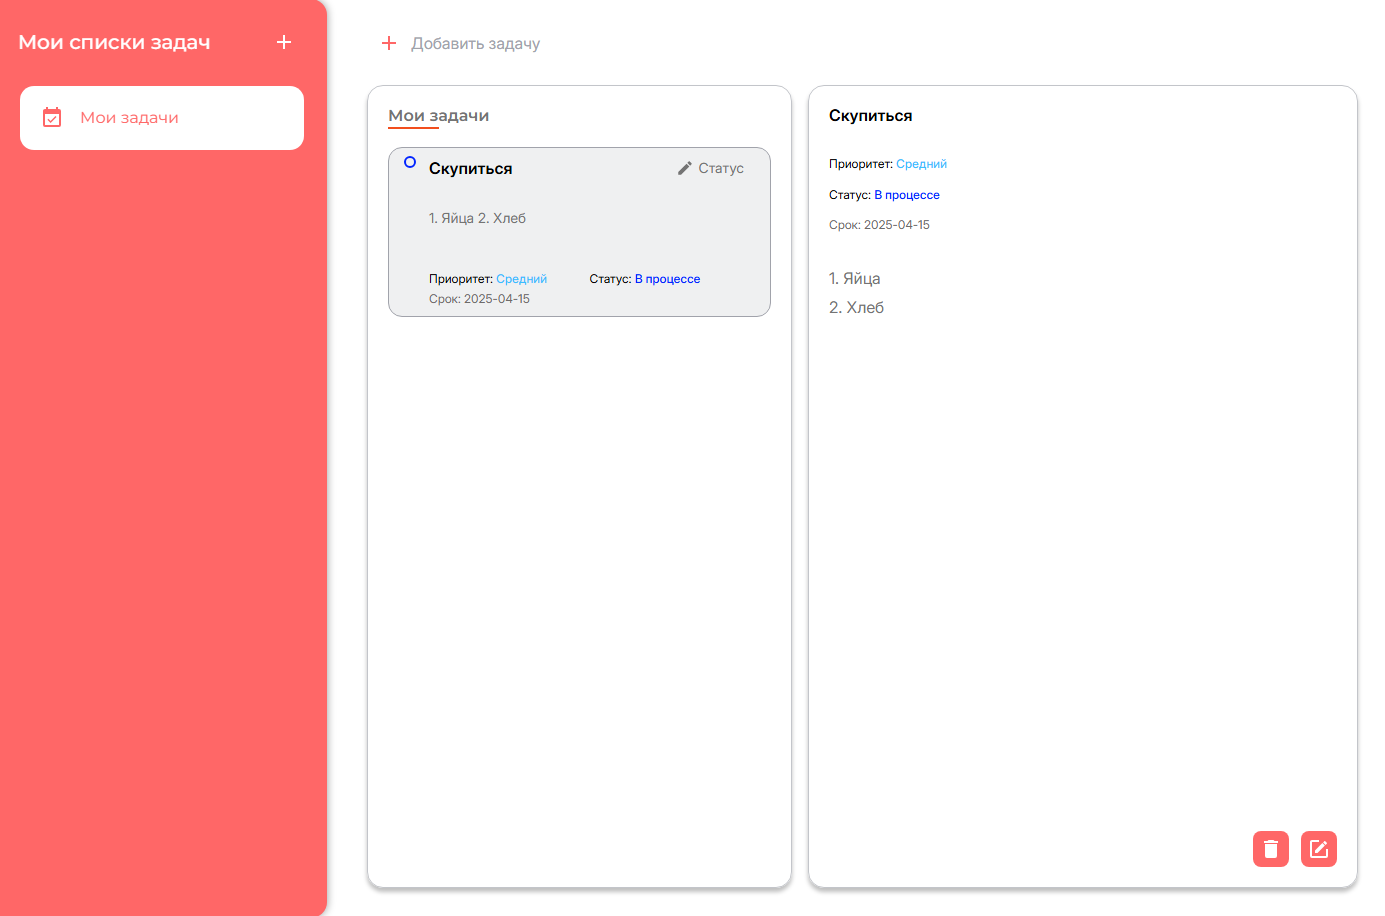 Мои списки задач
Мои задачи
Добавить задачу
Мои задачи
Скупиться
Статус
1. Яйца 2. Хлеб
Приоритет: Средний
Статус: В процессе
Срок: 2025-04-15
Скупиться
Приоритет: Средний
Статус: В процессе
Срок: 2025-04-15
1. Яйца
2. Хлеб